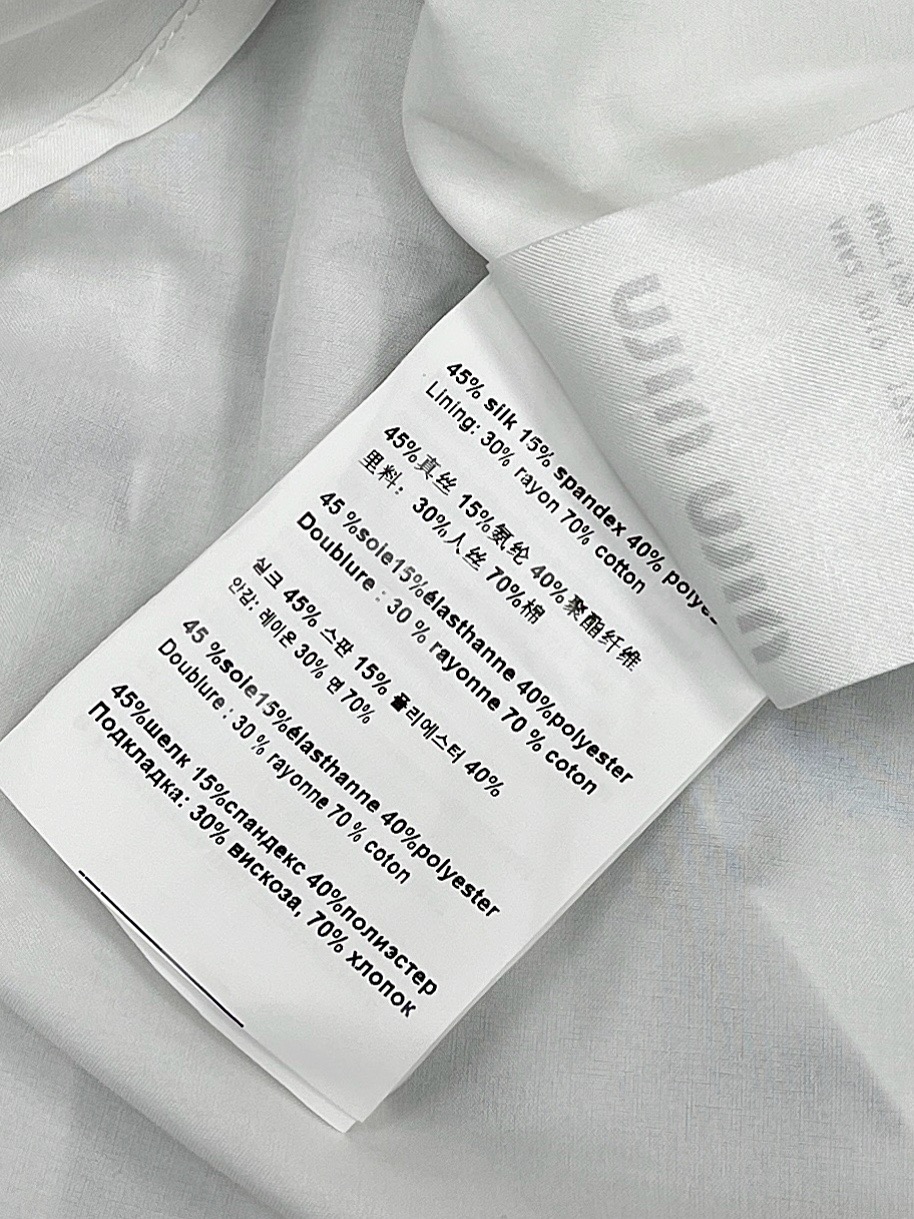 45% silk 15% spandex 40% polye
Lining: 30% rayon 70% cotton
45%真丝 15%氨纶 40%聚酯纤维
里料：30%人丝 70%棉
45 %soie15%élasthanne 40%polyester
Doublure : 30 % rayonne 70 % coton
실크 45% 스판 15% 폴리에스터 40%
안감: 레이온 30% 면 70%
45 %soie15%élasthanne 40%polyester
Doublure : 30 % rayonne 70 % coton
45%шелк 15%спандекс 40%полиэстер
Подкладка: 30% вискоза, 70% хлопок